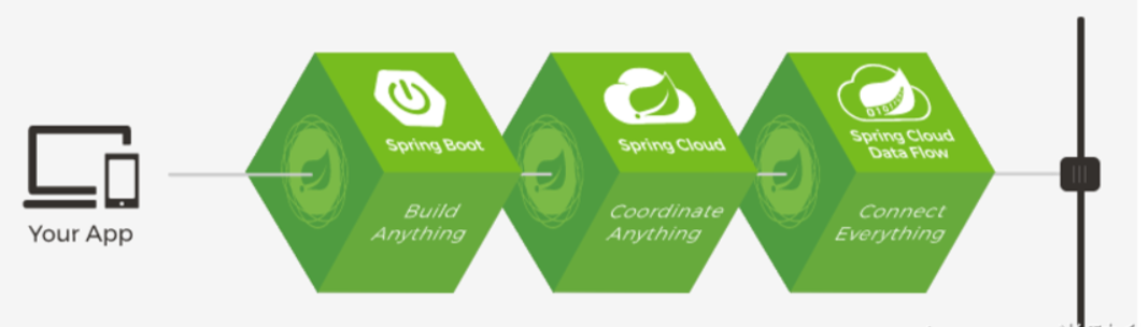 Your App
Spring Boot
Build
Anything
Spring Cloud
Coordinate
Anything
Spring Cloud
Data Flow
Connect
Everything